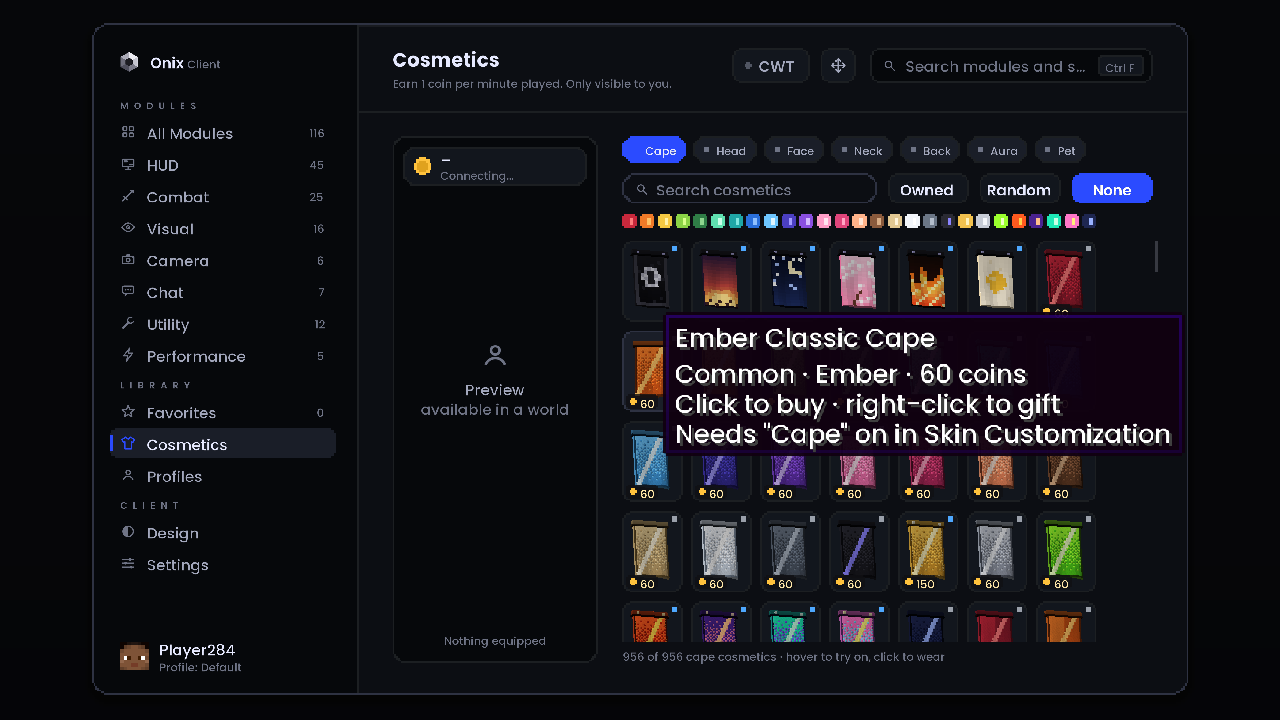 Onix Client
MODULES
All Modules 116
HUD 45
Combat 25
Visual 16
Camera 6
Chat 7
Utility 12
Performance 5
LIBRARY
Favorites 0
Cosmetics
Profiles
CLIENT
Design
Settings
Player284
Profile: Default
Cosmetics
Earn 1 coin per minute played. Only visible to you.
CWT
Search modules and s...
Ctrl F
–
Connecting...
Preview
available in a world
Nothing equipped
Cape Head Face Neck Back Aura Pet
Search cosmetics
Owned Random None
60
Ember Classic Cape
Common · Ember · 60 coins
Click to buy · right-click to gift
Needs "Cape" on in Skin Customization
60
60 60 60 60 60 60 60
60 60 60 60 150 60 60
956 of 956 cape cosmetics · hover to try on, click to wear